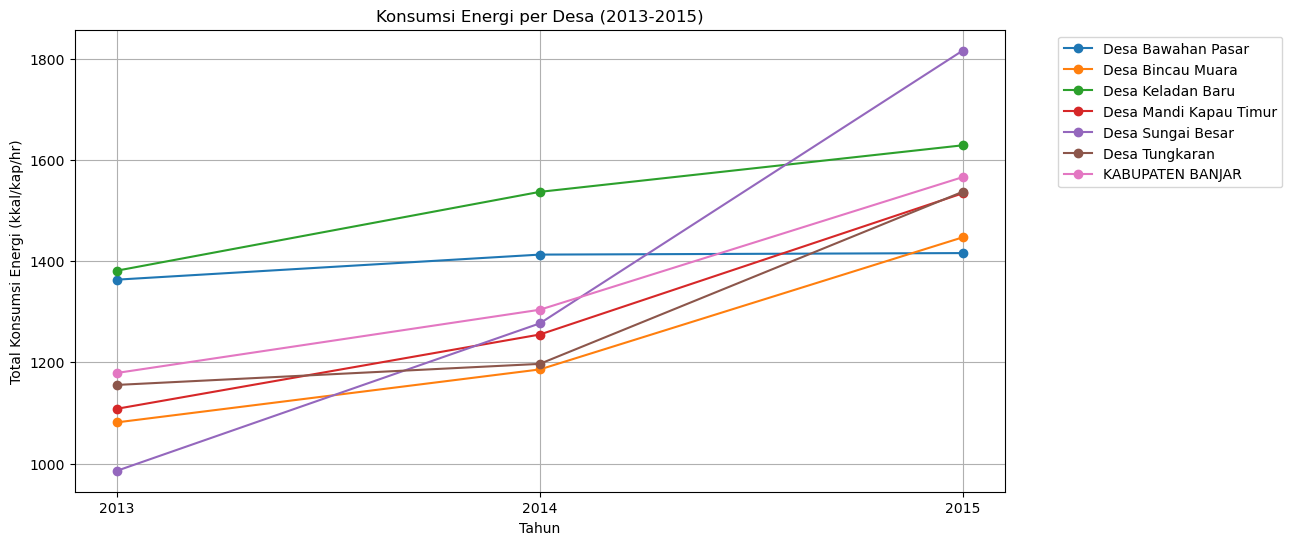 Konsumsi Energi per Desa (2013-2015)
Total Konsumsi Energi (kkal/kap/hr)
1800
1600
1400
1200
1000
2013
2014
2015
Tahun
Desa Bawahan Pasar
Desa Bincau Muara
Desa Keladan Baru
Desa Mandi Kapau Timur
Desa Sungai Besar
Desa Tungkaran
KABUPATEN BANJAR